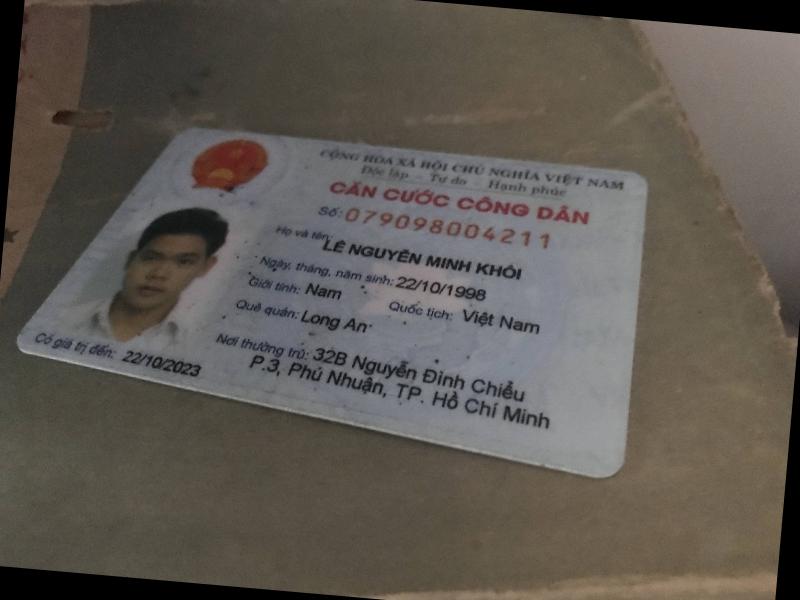 CỘNG HÒA XÃ HỘI CHỦ NGHĨA VIỆT NAM
Độc lập - Tự do - Hạnh phúc
CĂN CƯỚC CÔNG DÂN
Số: 079098004211
Họ và tên:
LÊ NGUYÊN MINH KHÔI
Ngày, tháng, năm sinh: 22/10/1998
Giới tính: Nam Quốc tịch: Việt Nam
Quê quán: Long An
Nơi thường trú: 32B Nguyễn Đình Chiểu
P.3, Phú Nhuận, TP. Hồ Chí Minh
Có giá trị đến: 22/10/2023